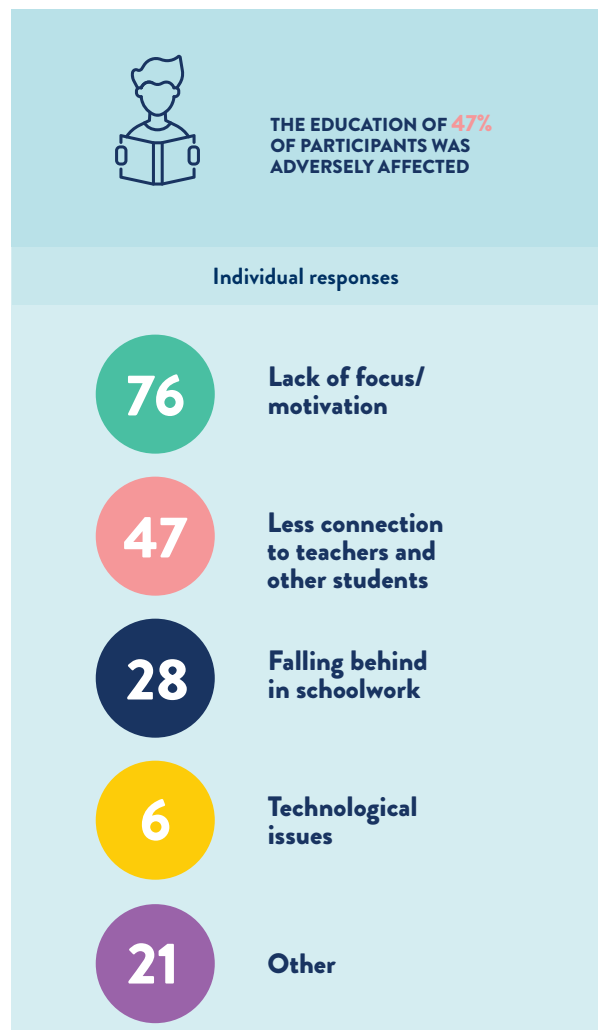 THE EDUCATION OF 47%
OF PARTICIPANTS WAS
ADVERSELY AFFECTED
Individual responses
76
Lack of focus/
motivation
47
Less connection
to teachers and
other students
28
Falling behind
in schoolwork
6
Technological
issues
21
Other